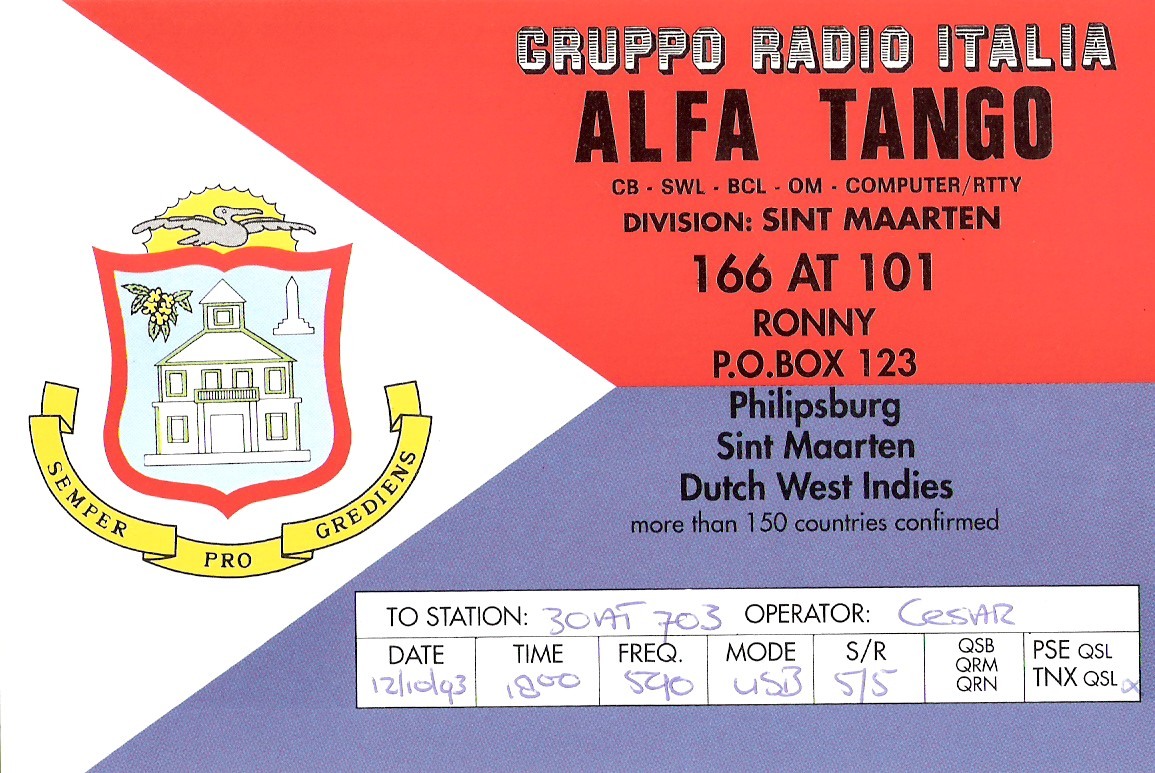 GRUPPO RADIO ITALIA
ALFA TANGO
CB - SWL - BCL - OM - COMPUTER/RTTY
DIVISION: SINT MAARTEN
166 AT 101
RONNY
P.O.BOX 123
Philipsburg
Sint Maarten
Dutch West Indies
more than 150 countries confirmed
SEMPER PRO GREDIENS
TO STATION: 30AT 703 OPERATOR: CESAR
DATE TIME FREQ. MODE S/R QSB PSE QSL
QRM
12/10/93 1800 590 USB 5/5 QRN TNX QSL